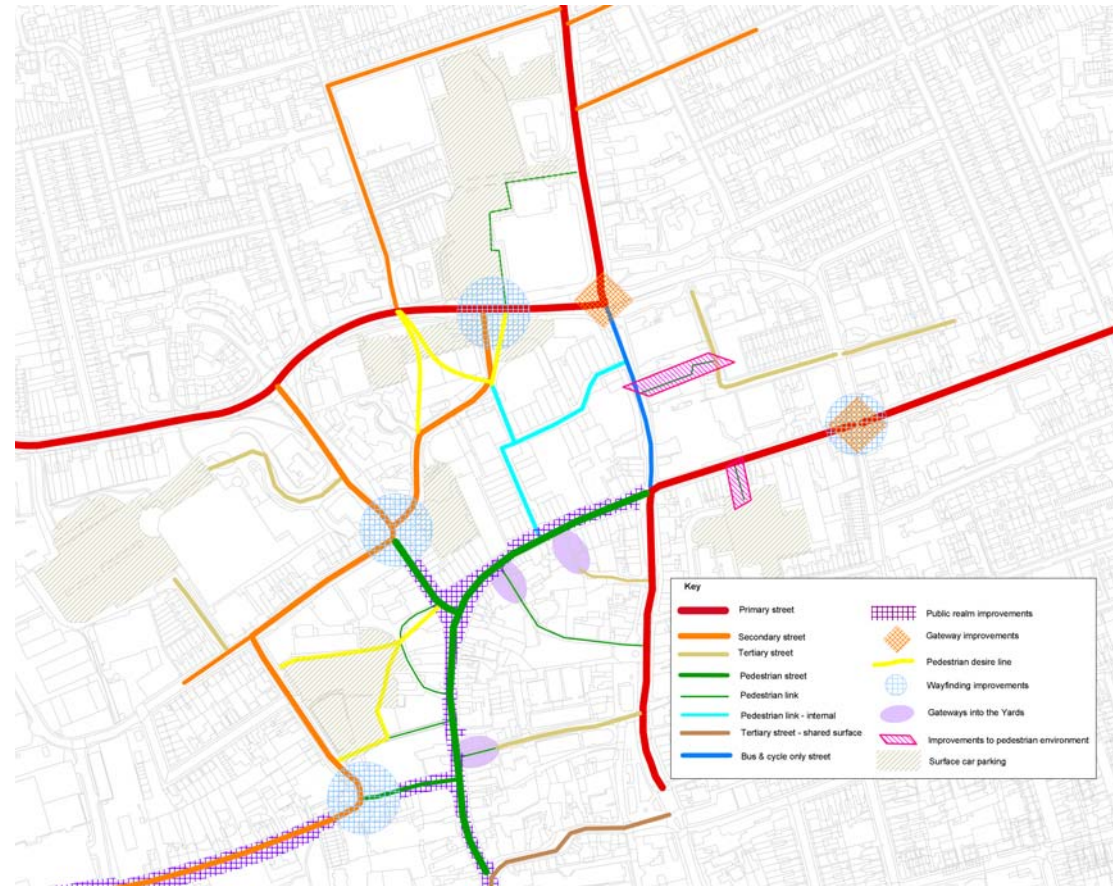 Key
Primary street
Secondary street
Tertiary street
Pedestrian street
Pedestrian link
Pedestrian link - internal
Tertiary street - shared surface
Bus & cycle only street
Public realm improvements
Gateway improvements
Pedestrian desire line
Wayfinding improvements
Gateways into the Yards
Improvements to pedestrian environment
Surface car parking